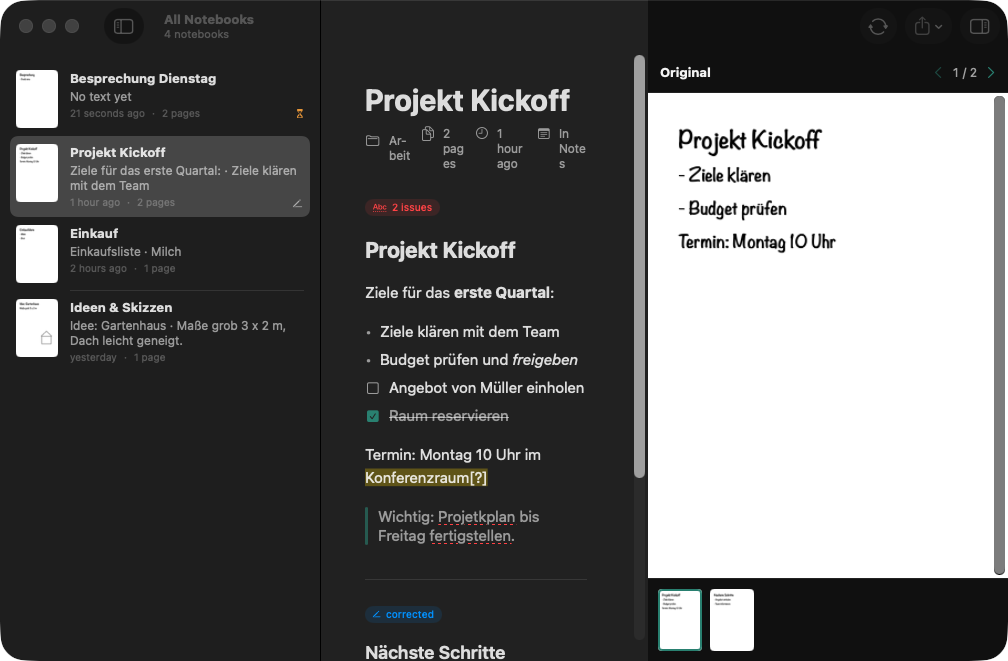 All Notebooks
4 notebooks
Besprechung Dienstag
No text yet
21 seconds ago · 2 pages
Projekt Kickoff
Ziele für das erste Quartal: · Ziele klären
mit dem Team
1 hour ago · 2 pages
Einkauf
Einkaufsliste · Milch
2 hours ago · 1 page
Ideen & Skizzen
Idee: Gartenhaus · Maße grob 3 x 2 m,
Dach leicht geneigt.
yesterday · 1 page
Projekt Kickoff
Ar-
beit
2
pag
es
1
hour
ago
In
Note
s
Abc 2 issues
Projekt Kickoff
Ziele für das erste Quartal:
• Ziele klären mit dem Team
• Budget prüfen und freigeben
Angebot von Müller einholen
Raum reservieren
Termin: Montag 10 Uhr im
Konferenzraum[?]
Wichtig: Projetkplan bis
Freitag fertigstellen.
corrected
Nächste Schritte
Original
1 / 2
Projekt Kickoff
- Ziele klären
- Budget prüfen
Termin: Montag 10 Uhr